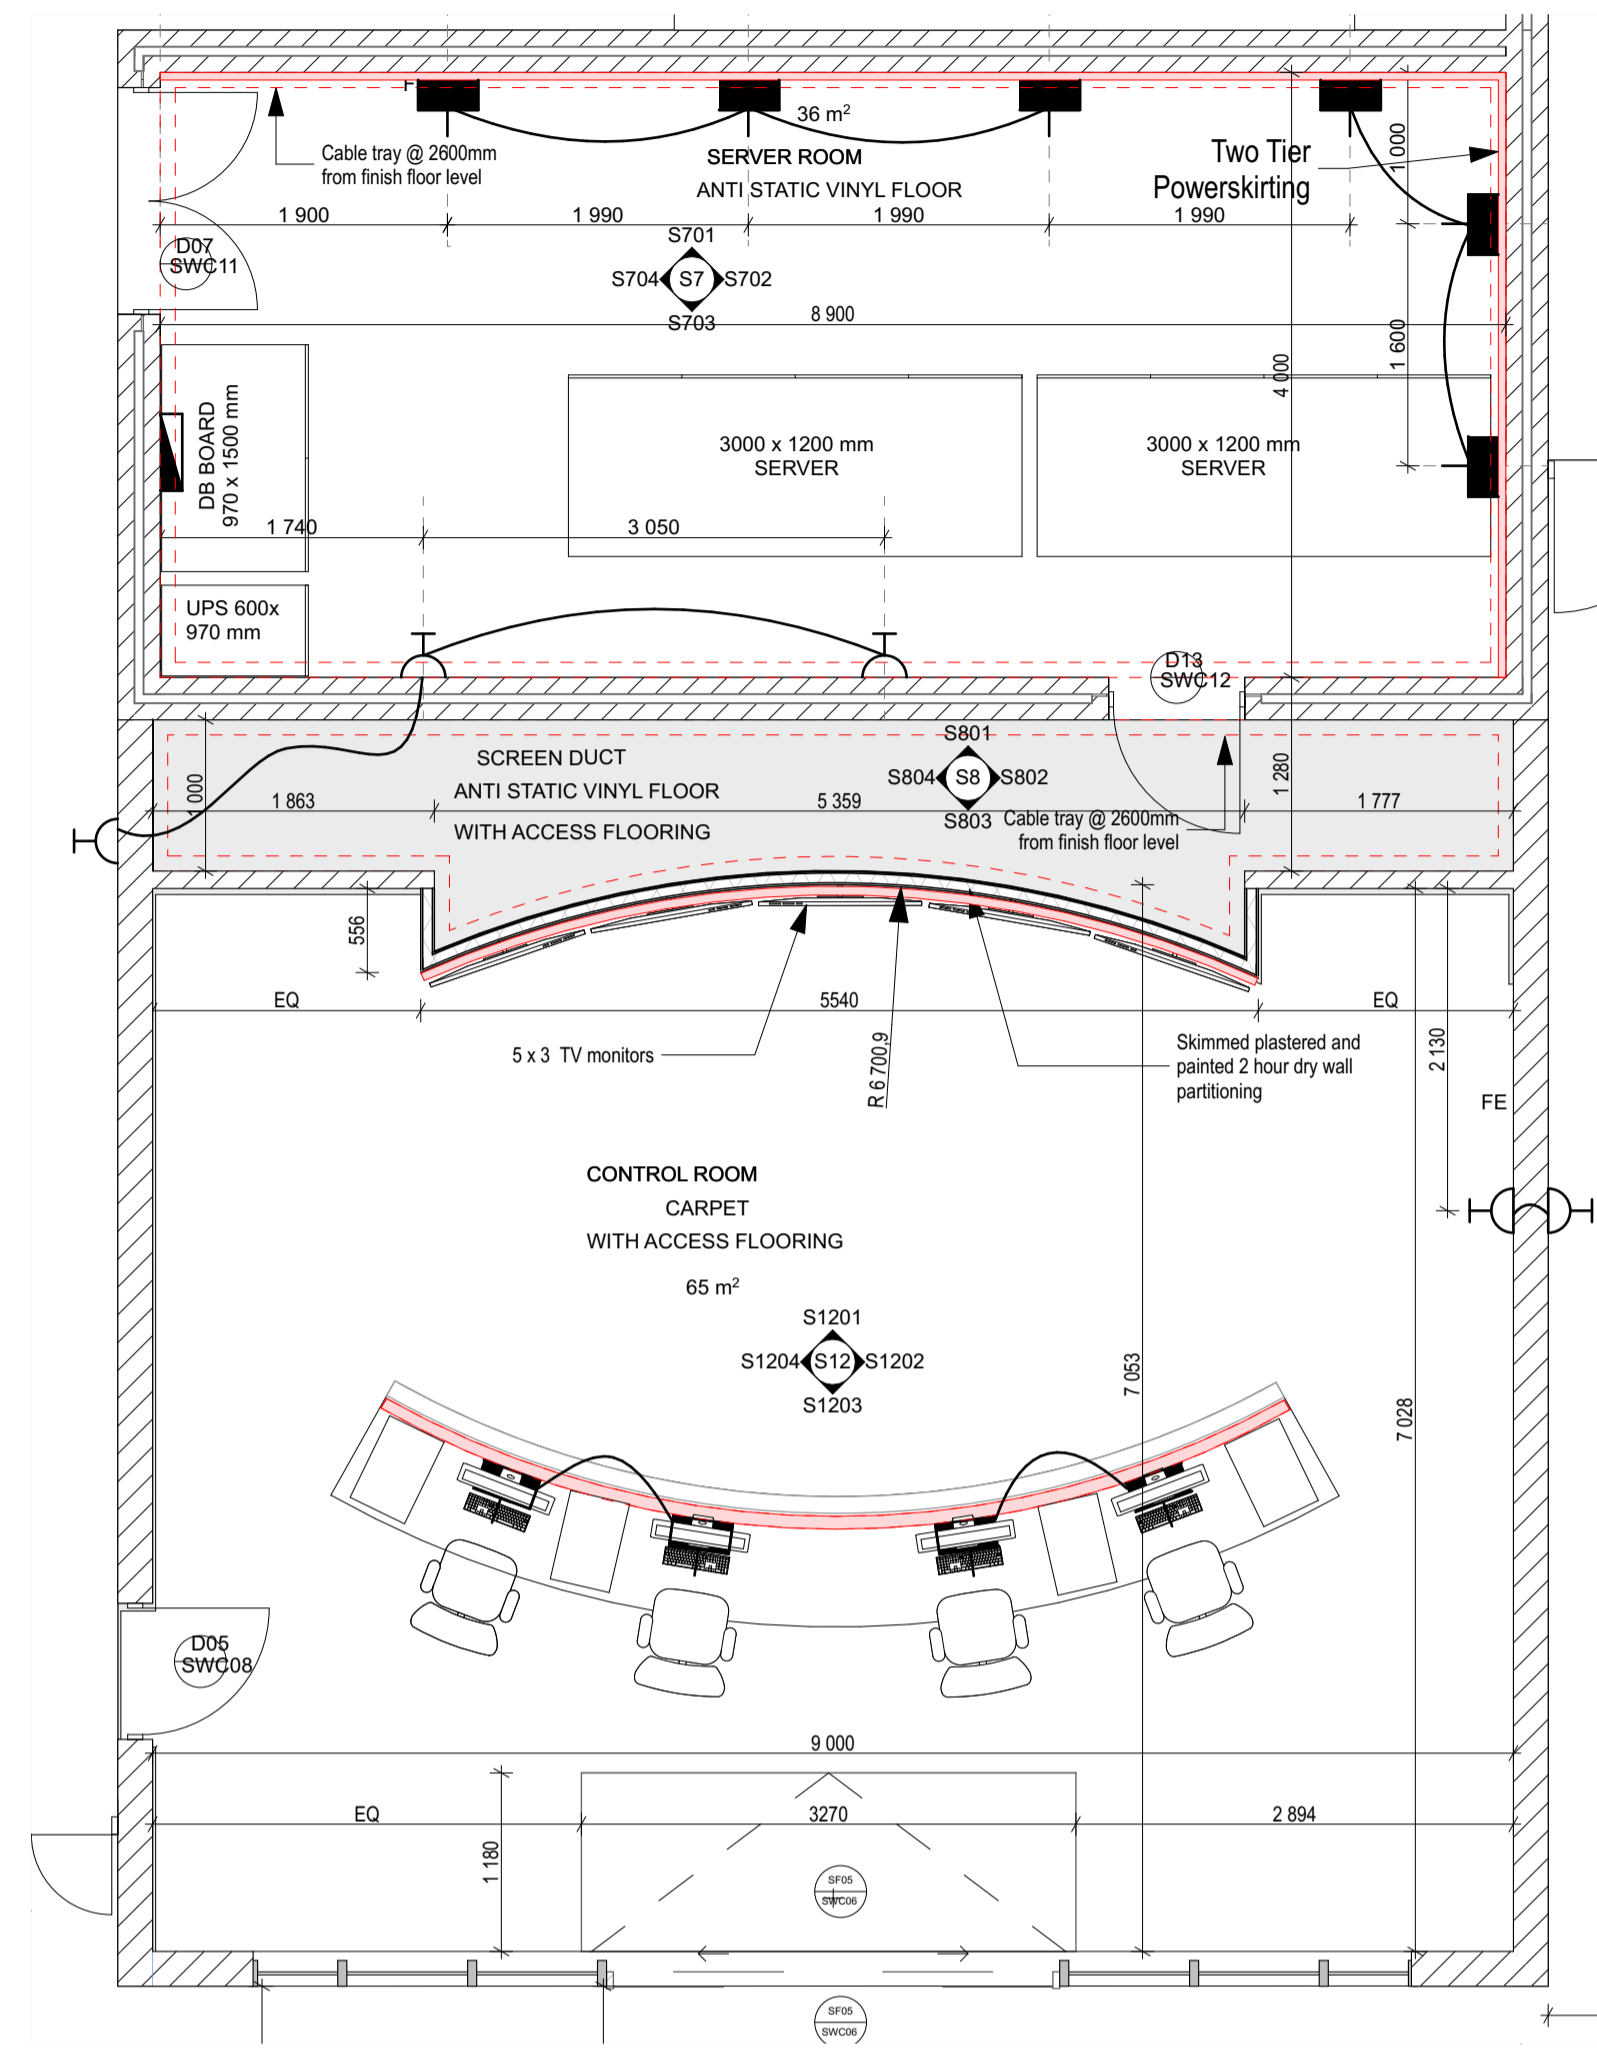 F
36 m²
Cable tray @ 2600mm
from finish floor level
SERVER ROOM
ANTI STATIC VINYL FLOOR
Two Tier
Powerskirting
1 000
1 900
1 990
1 990
1 990
D07
SWC11
S701
S704
S7
S702
S703
8 900
1 600
4 000
DB BOARD
970 x 1500 mm
3000 x 1200 mm
SERVER
3000 x 1200 mm
SERVER
1 740
3 050
UPS 600x
970 mm
D13
SWC12
SCREEN DUCT
ANTI STATIC VINYL FLOOR
WITH ACCESS FLOORING
S801
S804
S8
S802
S803
1 000
1 863
5 359
1 280
1 777
Cable tray @ 2600mm
from finish floor level
556
EQ
5540
EQ
5 x 3 TV monitors
R 6 700,9
Skimmed plastered and
painted 2 hour dry wall
partitioning
2 130
FE
CONTROL ROOM
CARPET
WITH ACCESS FLOORING
65 m²
S1201
S1204
S12
S1202
S1203
7 053
7 028
D05
SWC08
9 000
EQ
3270
2 894
1 180
SF05
SWC06
SF05
SWC06